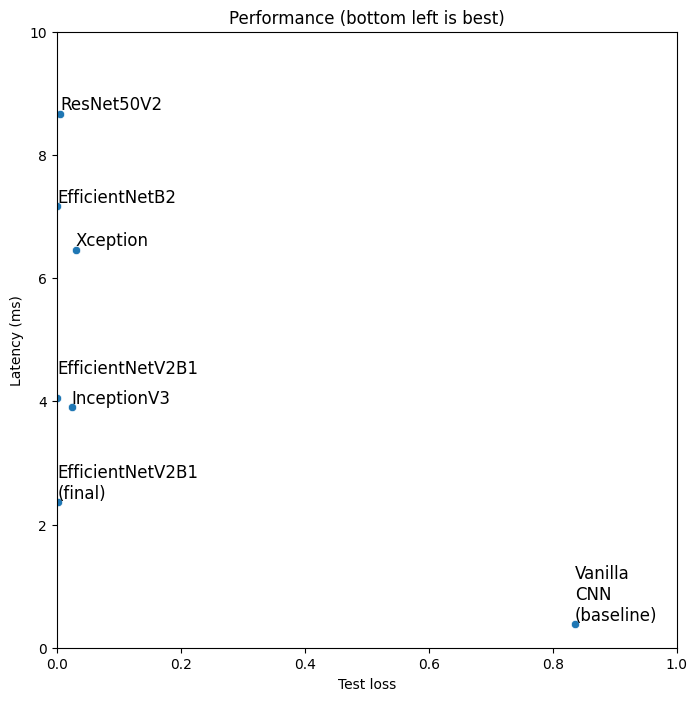 Performance (bottom left is best)
10
ResNet50V2
8
EfficientNetB2
Xception
6
Latency (ms)
EfficientNetV2B1
InceptionV3
4
EfficientNetV2B1
(final)
2
Vanilla
CNN
(baseline)
0
0.0 0.2 0.4 0.6 0.8 1.0
Test loss